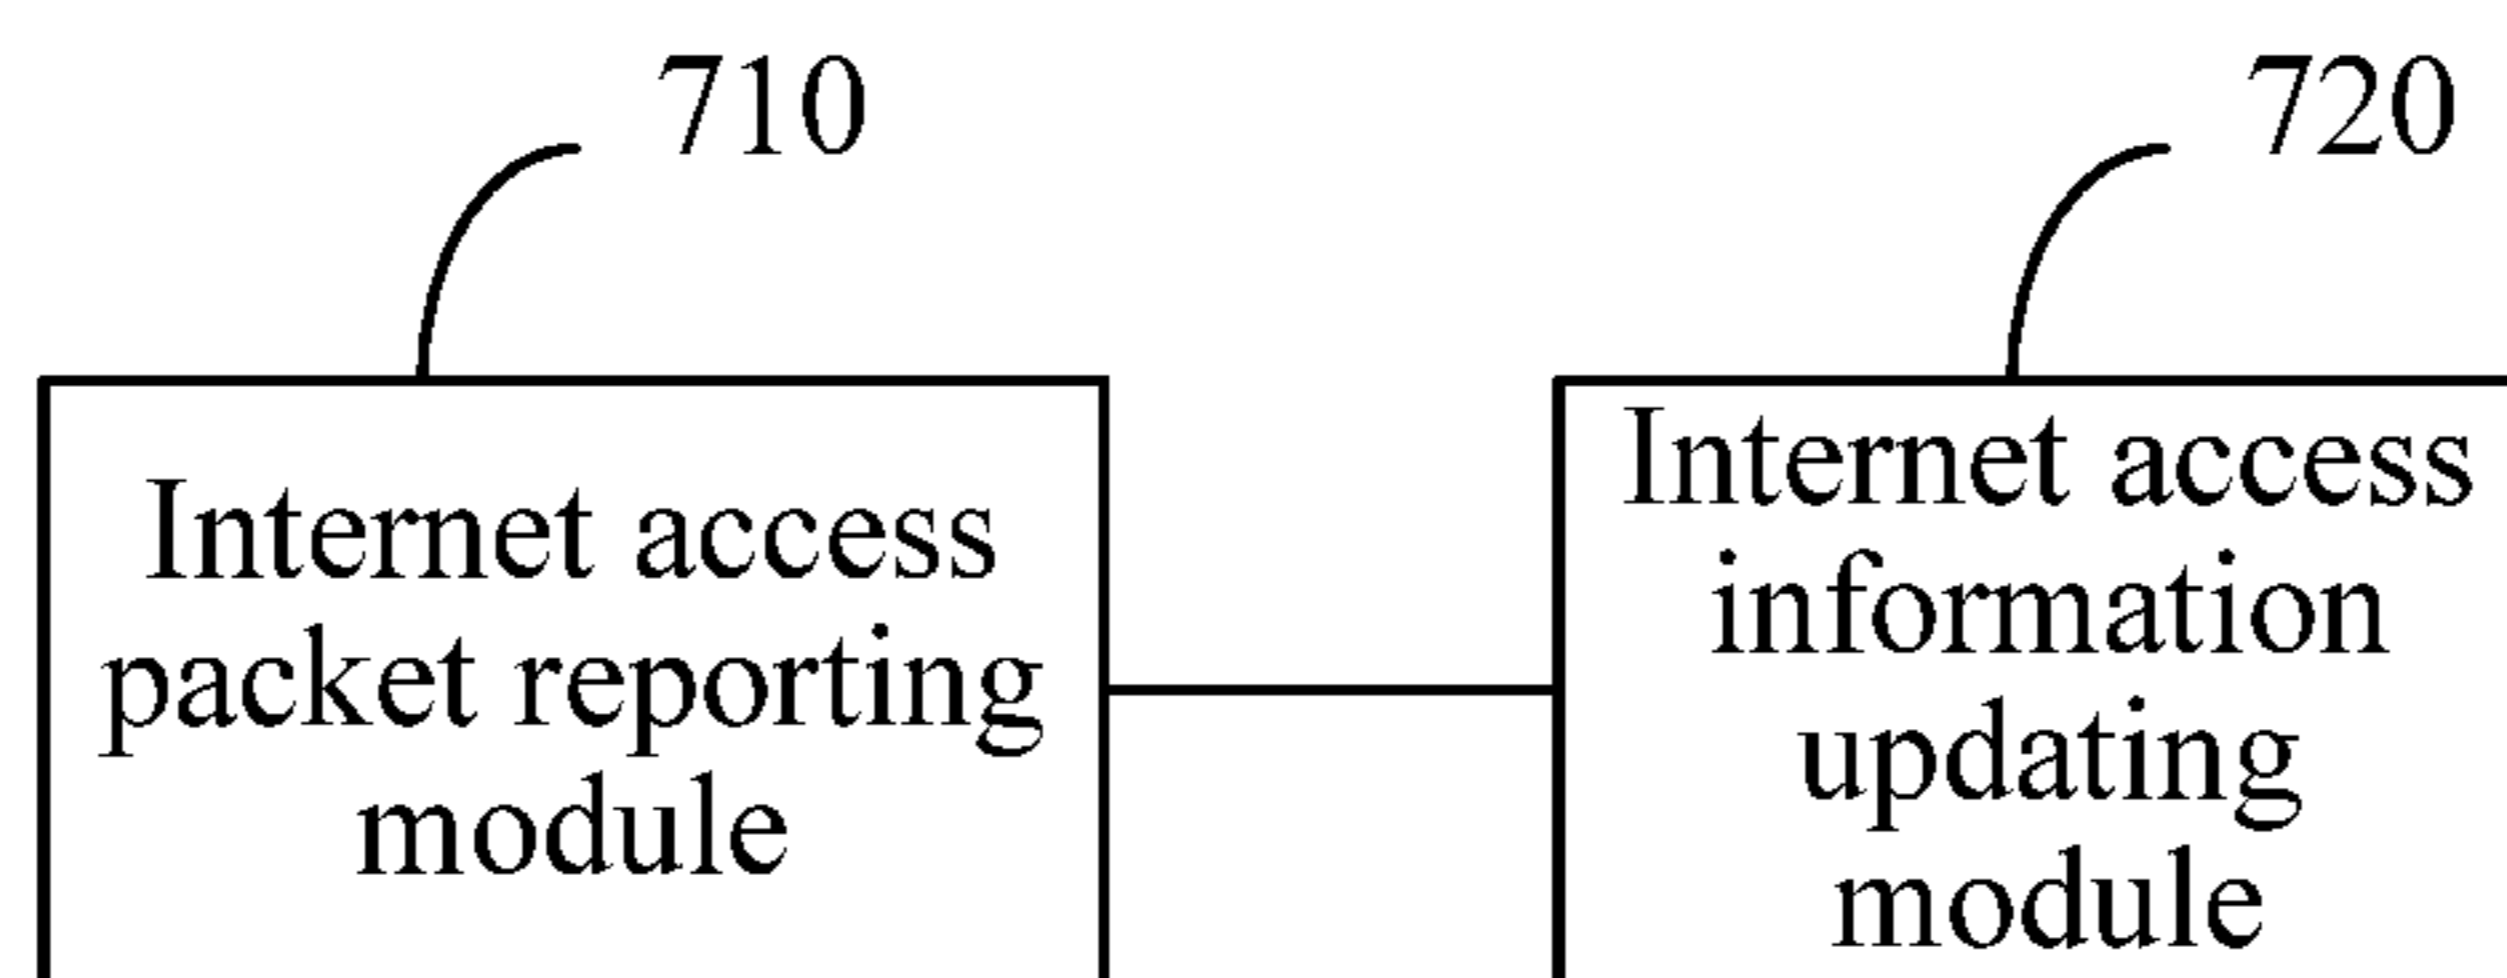 710
720
Internet access
packet reporting
module
Internet access
information
updating
module